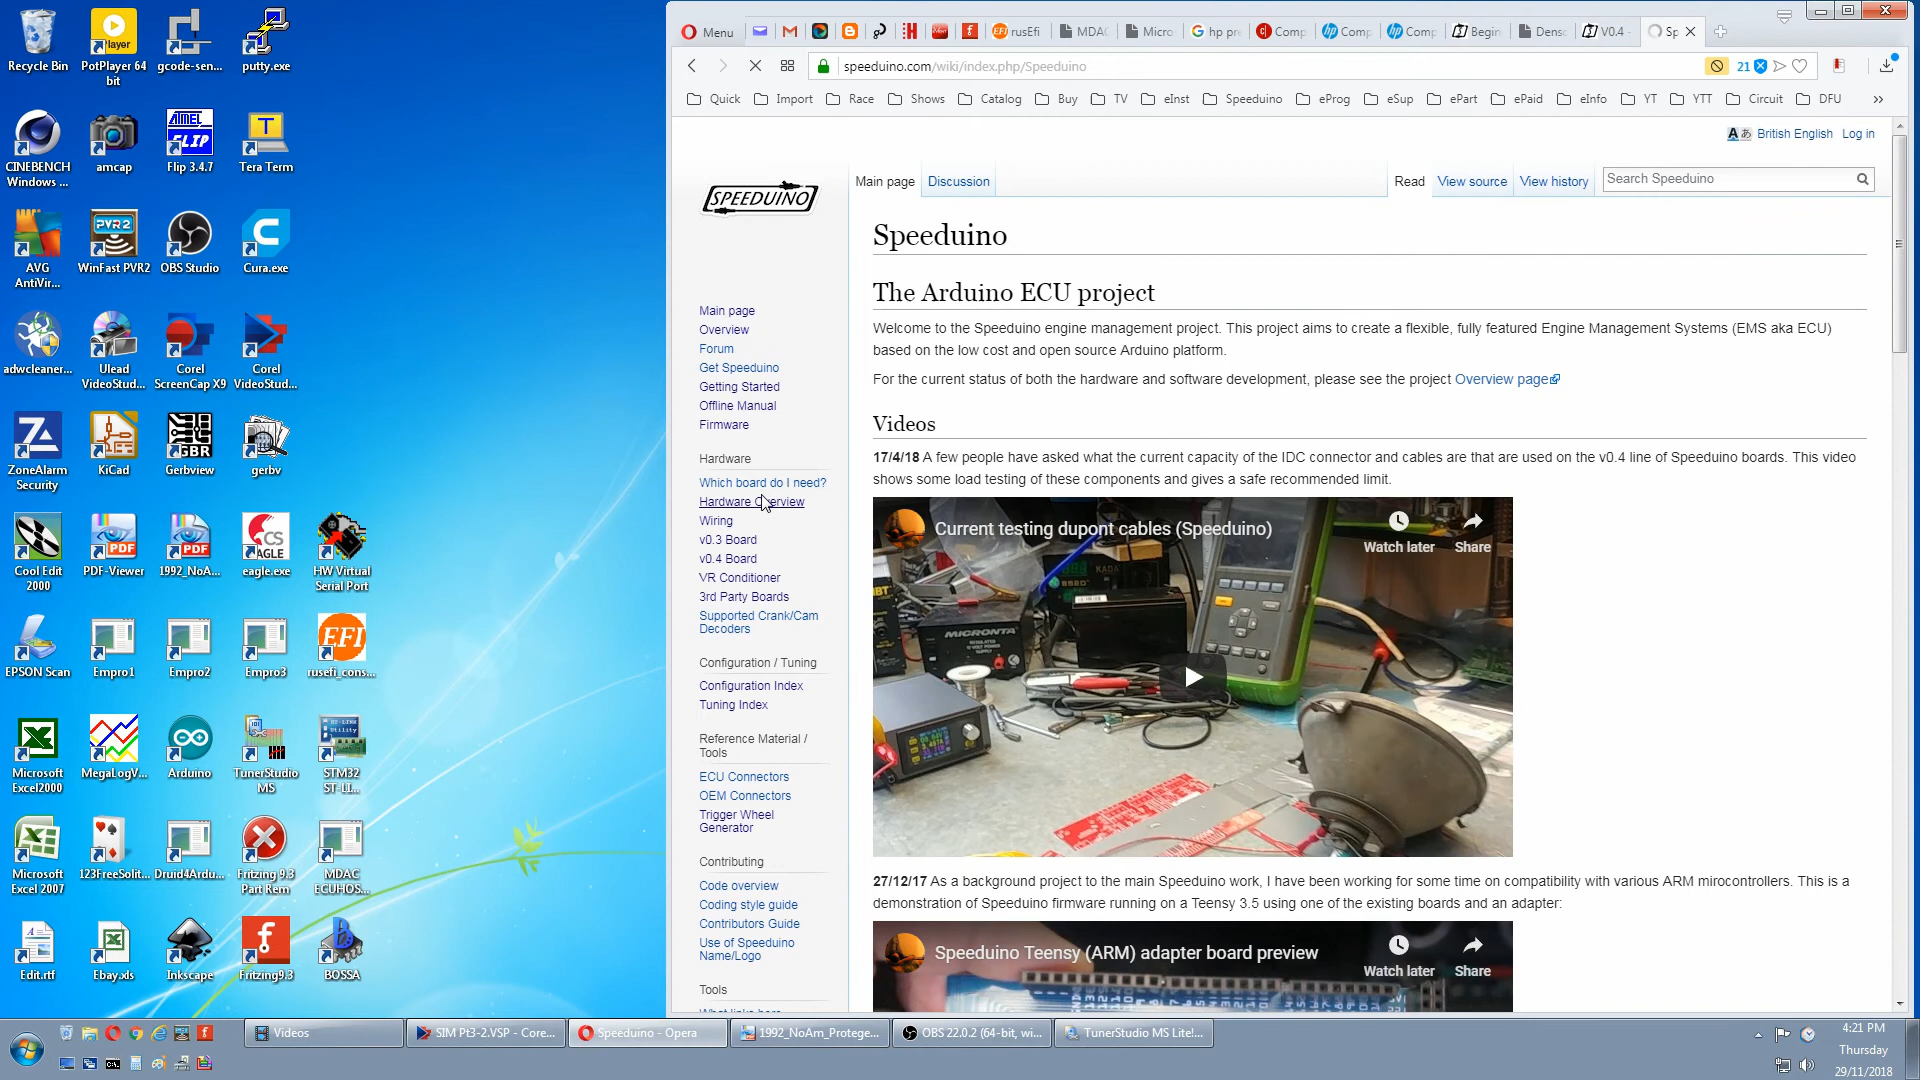 Recycle Bin
PotPlayer 64 bit
gcode-sen...
putty.exe
CINEBENCH Windows ...
amcap
Flip 3.4.7
Tera Term
AVG AntiVir...
WinFast PVR2
OBS Studio
Cura.exe
adwcleaner...
Ulead VideoStud...
Corel ScreenCap X9
Corel VideoStud...
ZoneAlarm Security
KiCad
Gerbview
gerbv
Cool Edit 2000
PDF-Viewer
1992_NoA...
eagle.exe
HW Virtual Serial Port
EPSON Scan
Empro1
Empro2
Empro3
rusefi_cons...
Microsoft Excel2000
MegaLogV...
Arduino
TunerStudio MS
STM32 ST-LI...
Microsoft Excel 2007
123FreeSolit...
Druid4Ardu...
Fritzing 9.3 Part Rem
MDAC ECUHOS...
Edit.rtf
Ebay.xls
Inkscape
Fritzing9.3
BOSSA
Menu
rusEfi
MDAC
Micro
hp pr
Comp
Comp
Comp
Begin
Denso
V0.4 -
Sp
speeduino.com/wiki/index.php/Speeduino
21
Quick Import Race Shows Catalog Buy TV eInst Speeduino eProg eSup ePart ePaid eInfo YT YTT Circuit DFU
British English Log in
SPEEDUINO
Main page Discussion Read View source View history Search Speeduino
Main page
Overview
Forum
Get Speeduino
Getting Started
Offline Manual
Firmware
Hardware
Which board do I need?
Hardware Overview
Wiring
v0.3 Board
v0.4 Board
VR Conditioner
3rd Party Boards
Supported Crank/Cam
Decoders
Configuration / Tuning
Configuration Index
Tuning Index
Reference Material /
Tools
ECU Connectors
OEM Connectors
Trigger Wheel
Generator
Contributing
Code overview
Coding style guide
Contributors Guide
Use of Speeduino
Name/Logo
Tools
What links here
Speeduino
The Arduino ECU project
Welcome to the Speeduino engine management project. This project aims to create a flexible, fully featured Engine Management Systems (EMS aka ECU)
based on the low cost and open source Arduino platform.
For the current status of both the hardware and software development, please see the project Overview page
Videos
17/4/18 A few people have asked what the current capacity of the IDC connector and cables are that are used on the v0.4 line of Speeduino boards. This video
shows some load testing of these components and gives a safe recommended limit.
Current testing dupont cables (Speeduino)
Watch later Share
MICRONTA
27/12/17 As a background project to the main Speeduino work, I have been working for some time on compatibility with various ARM mirocontrollers. This is a
demonstration of Speeduino firmware running on a Teensy 3.5 using one of the existing boards and an adapter:
Speeduino Teensy (ARM) adapter board preview
Watch later Share
Videos
SIM Pt3-2.VSP - Core...
Speeduino - Opera
1992_NoAm_Protege...
OBS 22.0.2 (64-bit, wi...
TunerStudio MS Lite!...
4:21 PM
Thursday
29/11/2018